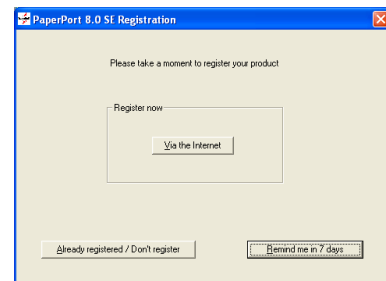 PaperPort 8.0 SE Registration
Please take a moment to register your product
Register now
Via the Internet
Already registered / Don't register
Remind me in 7 days